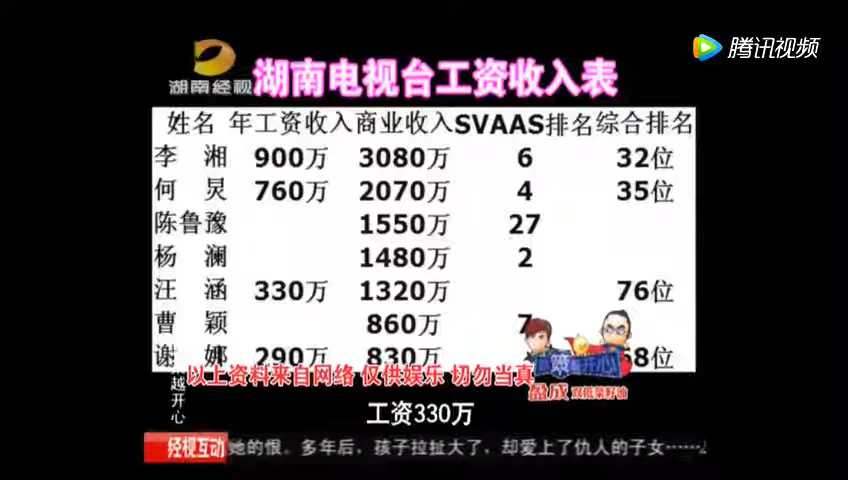 腾讯视频
湖南经视
湖南电视台工资收入表
姓名 年工资收入 商业收入 SVAAS排名 综合排名
李湘 900万 3080万 6 32位
何炅 760万 2070万 4 35位
陈鲁豫 1550万 27
杨澜 1480万 2
汪涵 330万 1320万 76位
曹颖 860万 7
谢娜 290万 830万 68位
以上资料来自网络 仅供娱乐 切勿当真
越开心
盈成 双低菜籽油
工资330万
经视互动 她的恨。多年后，孩子拉扯大了，却爱上了仇人的子女……